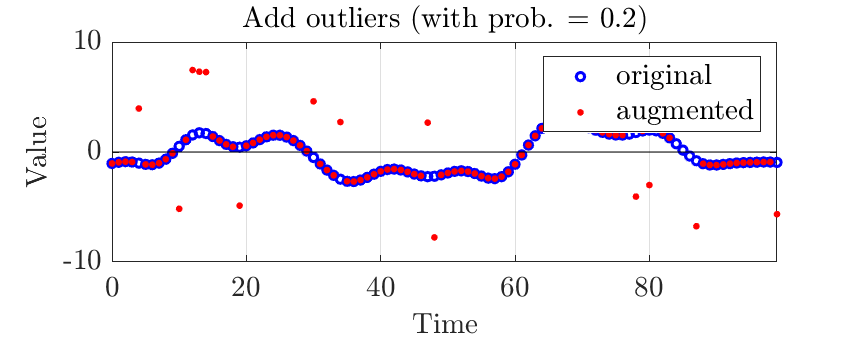 Add outliers (with prob. = 0.2)
10
original
augmented
0
Value
-10
0 20 40 60 80
Time